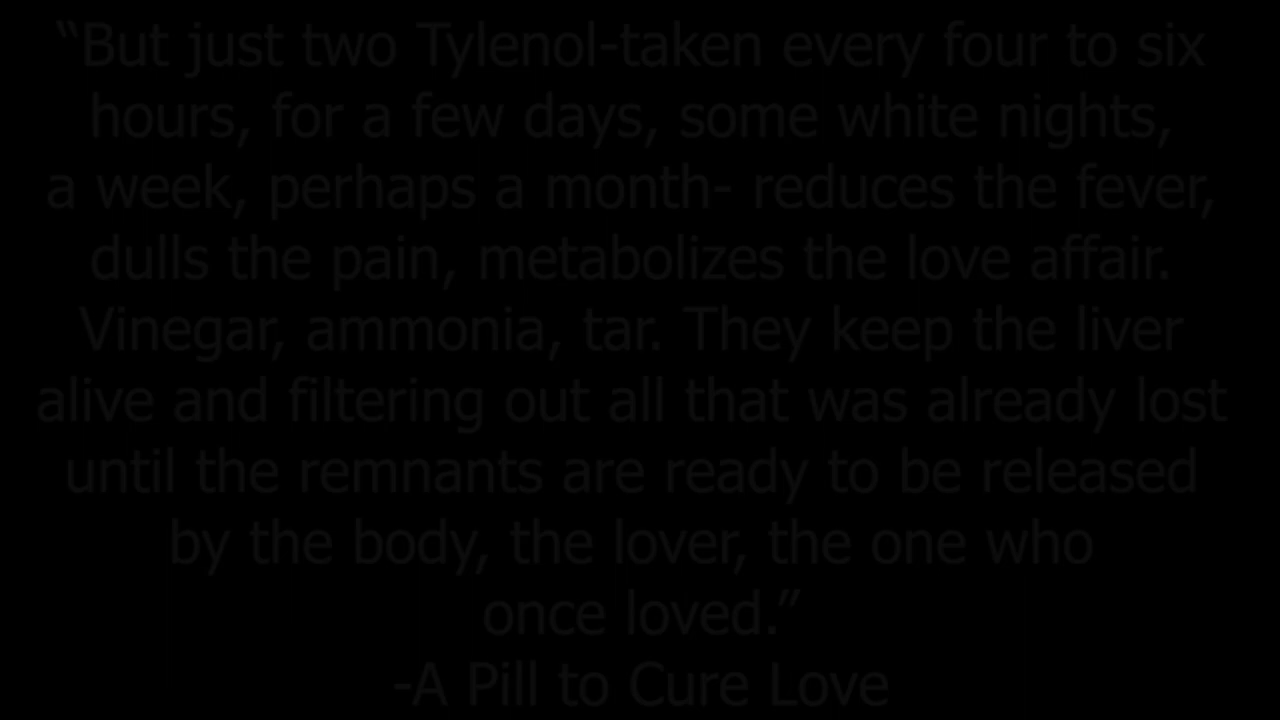 “But just two Tylenol-taken every four to six
hours, for a few days, some white nights,
a week, perhaps a month- reduces the fever,
dulls the pain, metabolizes the love affair.
Vinegar, ammonia, tar. They keep the liver
alive and filtering out all that was already lost
until the remnants are ready to be released
by the body, the lover, the one who
once loved.”
-A Pill to Cure Love